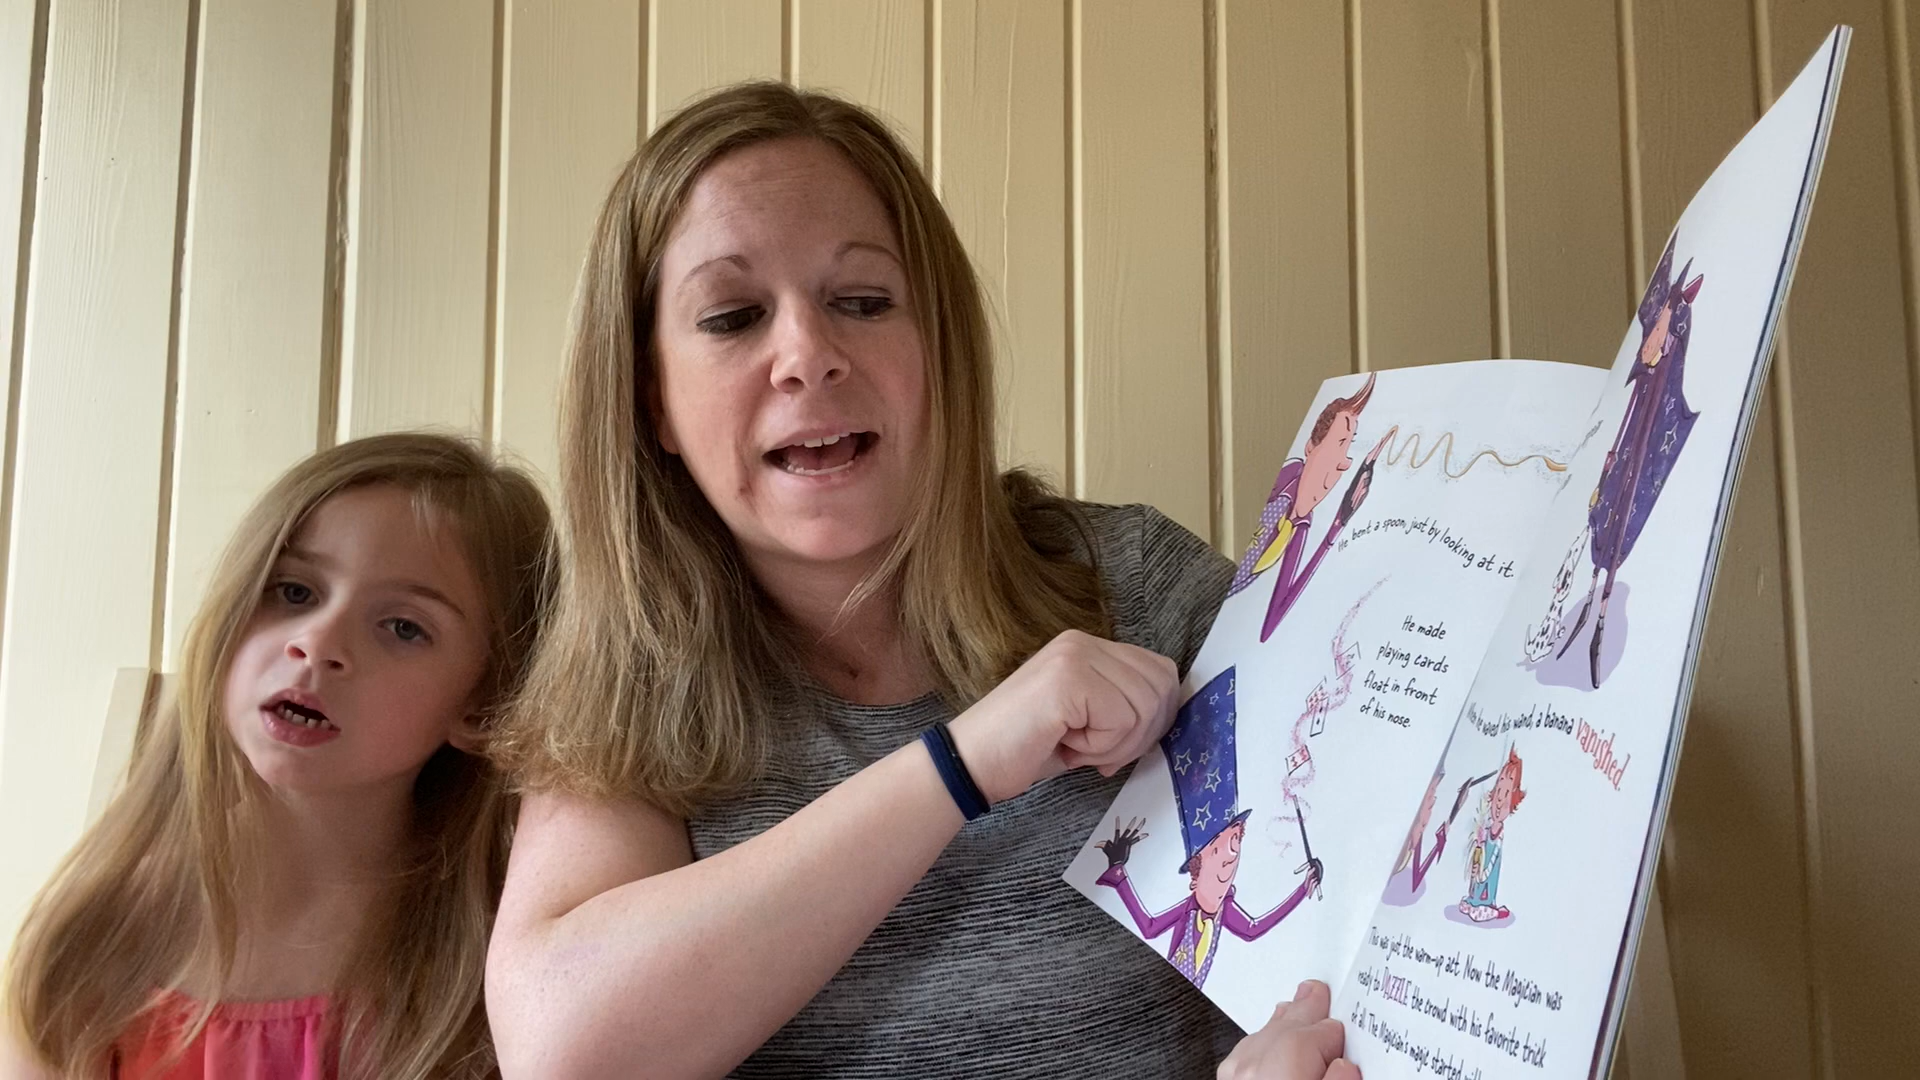 He bent a spoon, just by looking at it.
He made
playing cards
float in front
of his nose.
When he waved his wand, a banana vanished.
This was just the warm-up act. Now the Magician was
ready to DAZZLE the crowd with his favorite trick
of all. The Magician's magic started